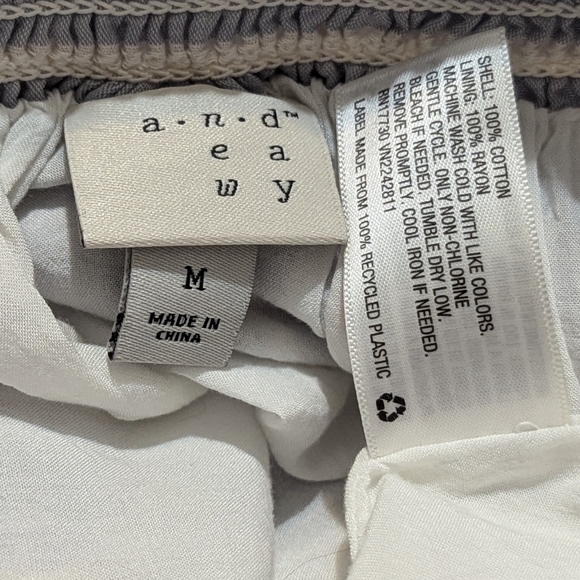 a · n · d™
e a
w y
M
MADE IN
CHINA
SHELL: 100% COTTON
LINING: 100% RAYON
MACHINE WASH COLD WITH LIKE COLORS.
GENTLE CYCLE. ONLY NON-CHLORINE
BLEACH IF NEEDED. TUMBLE DRY LOW.
REMOVE PROMPTLY. COOL IRON IF NEEDED.
RN17730 VN2242811
LABEL MADE FROM 100% RECYCLED PLASTIC